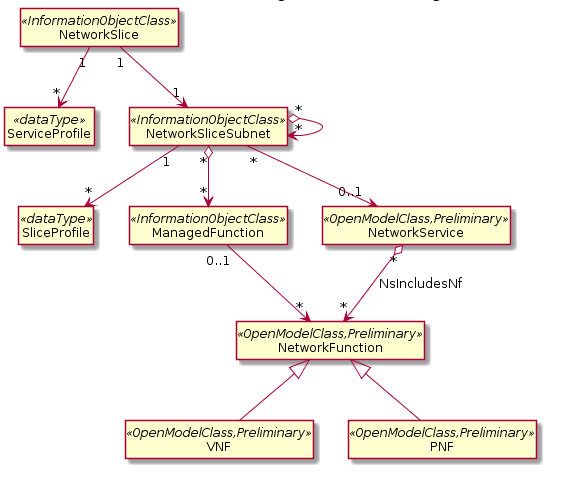 «InformationObjectClass»
NetworkSlice
1
1
*
1
«dataType»
ServiceProfile
«InformationObjectClass»
NetworkSliceSubnet
*
*
1
*
*
*
*
0..1
«dataType»
SliceProfile
«InformationObjectClass»
ManagedFunction
«OpenModelClass,Preliminary»
NetworkService
0..1
*
NsIncludesNf
*
*
«OpenModelClass,Preliminary»
NetworkFunction
«OpenModelClass,Preliminary»
VNF
«OpenModelClass,Preliminary»
PNF